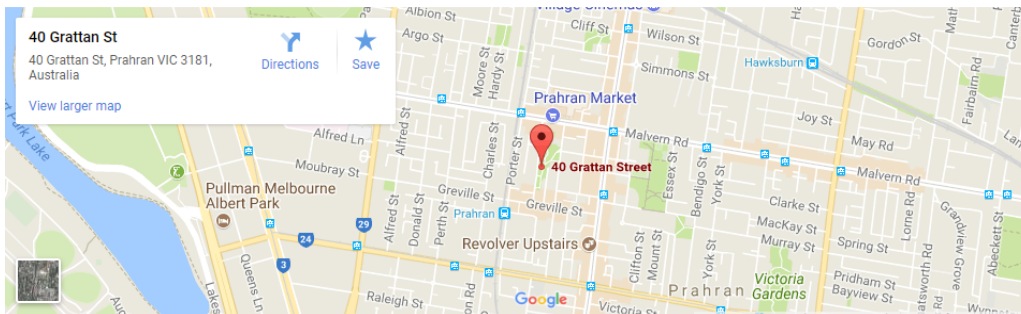 40 Grattan St
40 Grattan St, Prahran VIC 3181,
Australia
Directions
Save
View larger map
Albion St
Argo St
Village Cinemas
Cliff St
Wilson St
Simmons St
Hawksburn
Gordon St
Fairbairn Rd
Moore St
Hardy St
Prahran Market
Joy St
May Rd
Malvern Rd
Malvern Rd
Alfred Ln
Alfred St
Moubray St
Charles St
Porter St
40 Grattan Street
Essex St
Bendigo St
York St
Pullman Melbourne
Albert Park
Greville St
Greville St
Prahran
Alfred St
Donald St
Perth St
Clarke St
MacKay St
Murray St
Spring St
Lorne Rd
Grandview Grove
Abeckett St
29
24
3
Revolver Upstairs
Clifton St
Mount St
York St
Queens Ln
Raleigh St
Google
Prahran
Victoria
Gardens
Pridham St
Bayview St
Victoria St